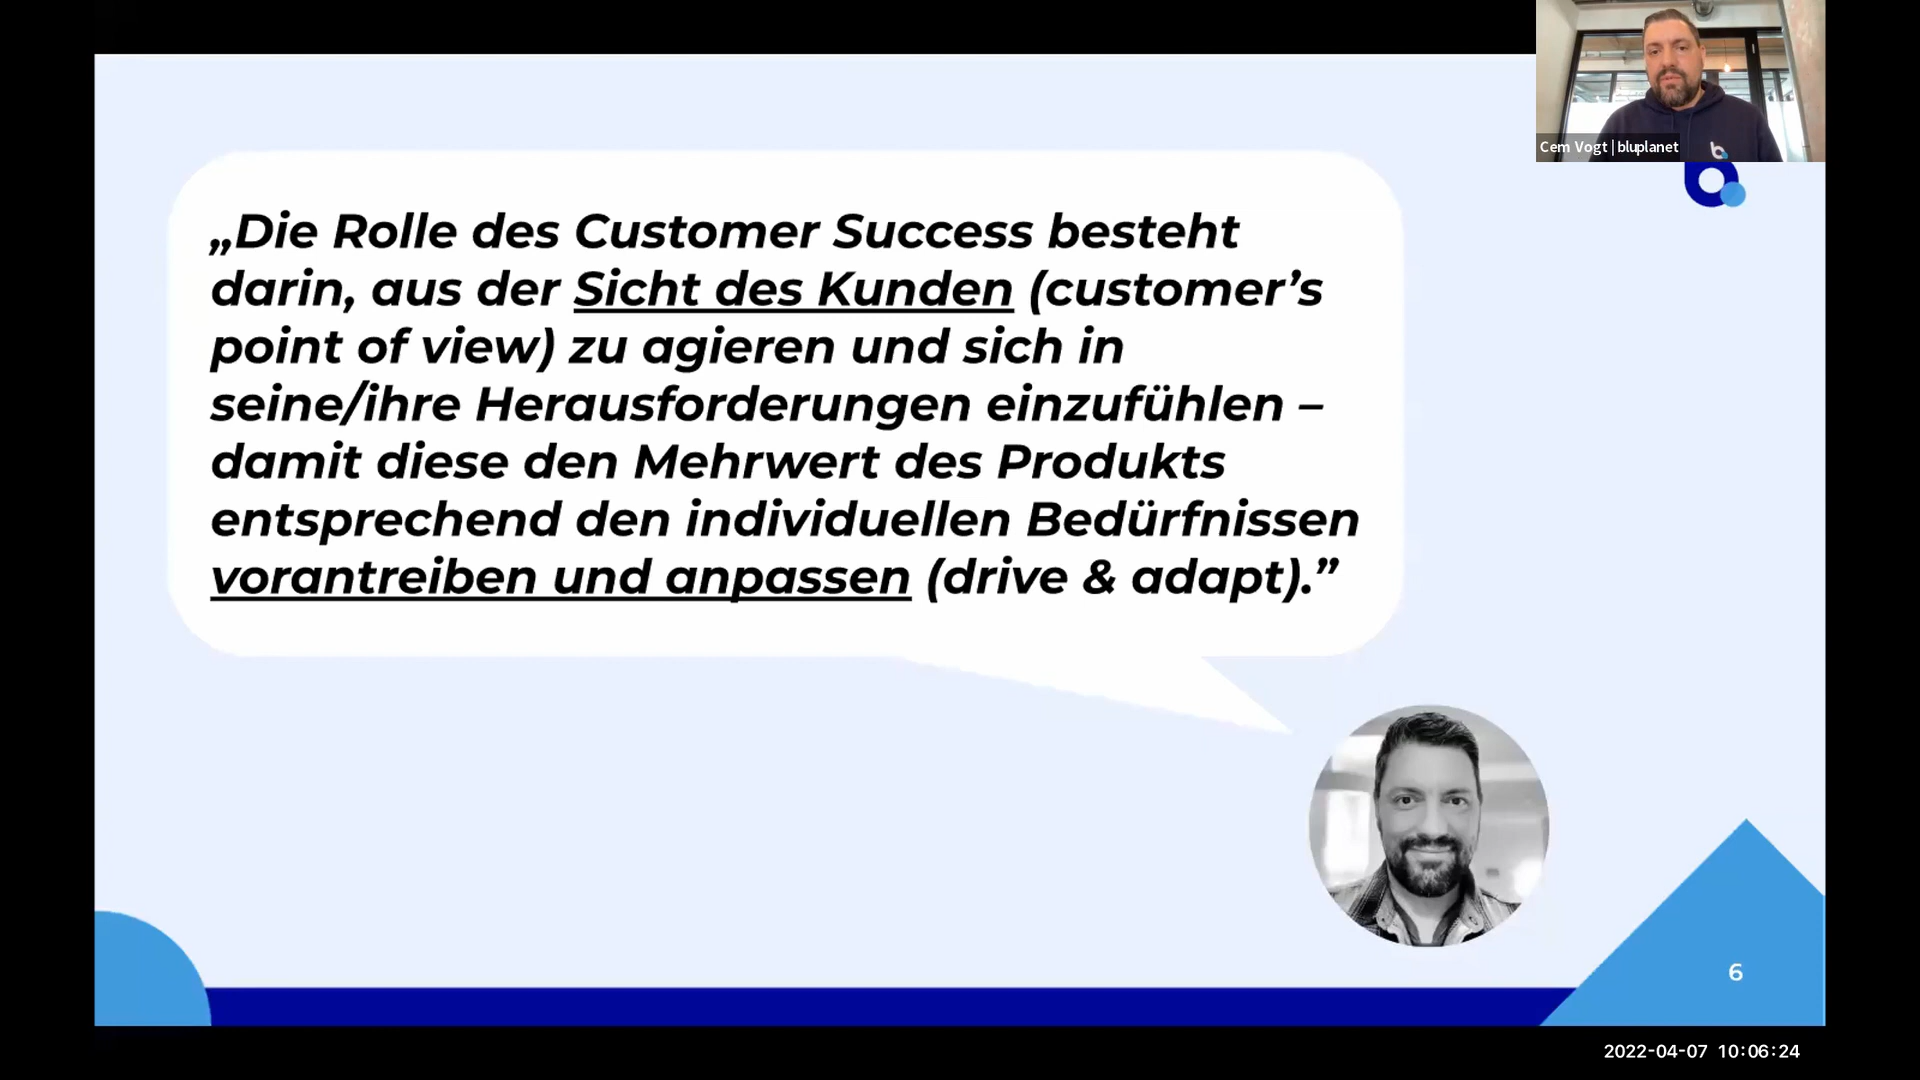 Cem Vogt | bluplanet
„Die Rolle des Customer Success besteht
darin, aus der Sicht des Kunden (customer’s
point of view) zu agieren und sich in
seine/ihre Herausforderungen einzufühlen –
damit diese den Mehrwert des Produkts
entsprechend den individuellen Bedürfnissen
vorantreiben und anpassen (drive & adapt).”
6
2022-04-07 10:06:24